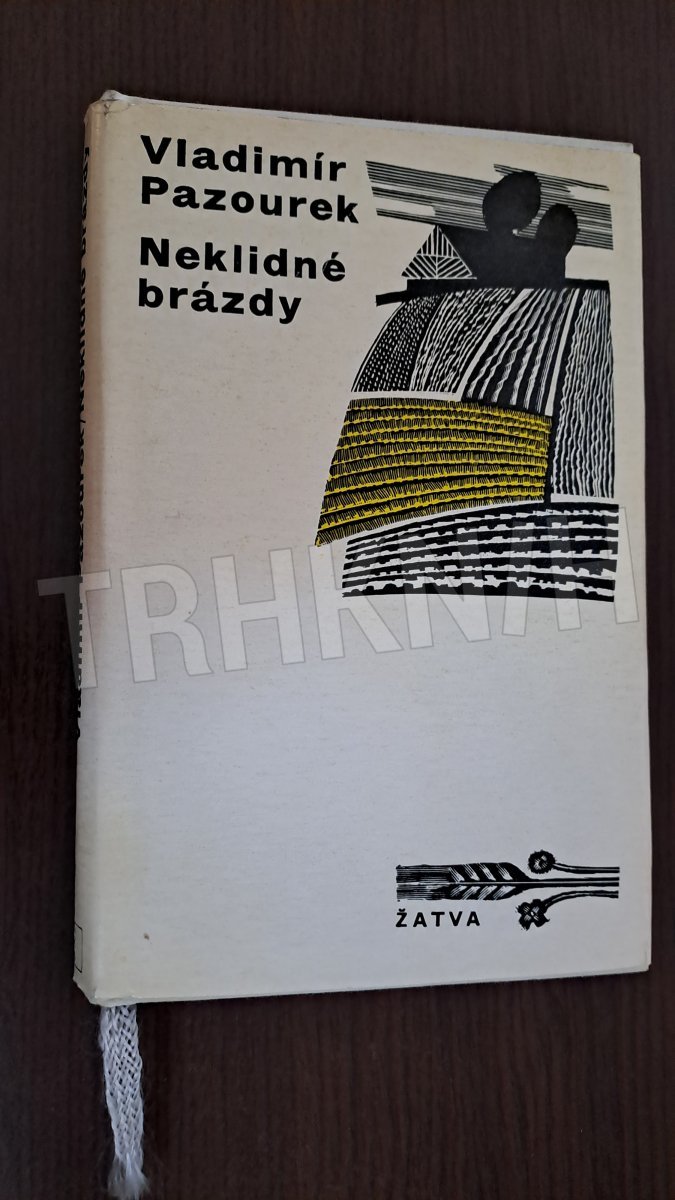 Vladimír
Pazourek
Neklidné
brázdy
TRHKNIH
ŽATVA